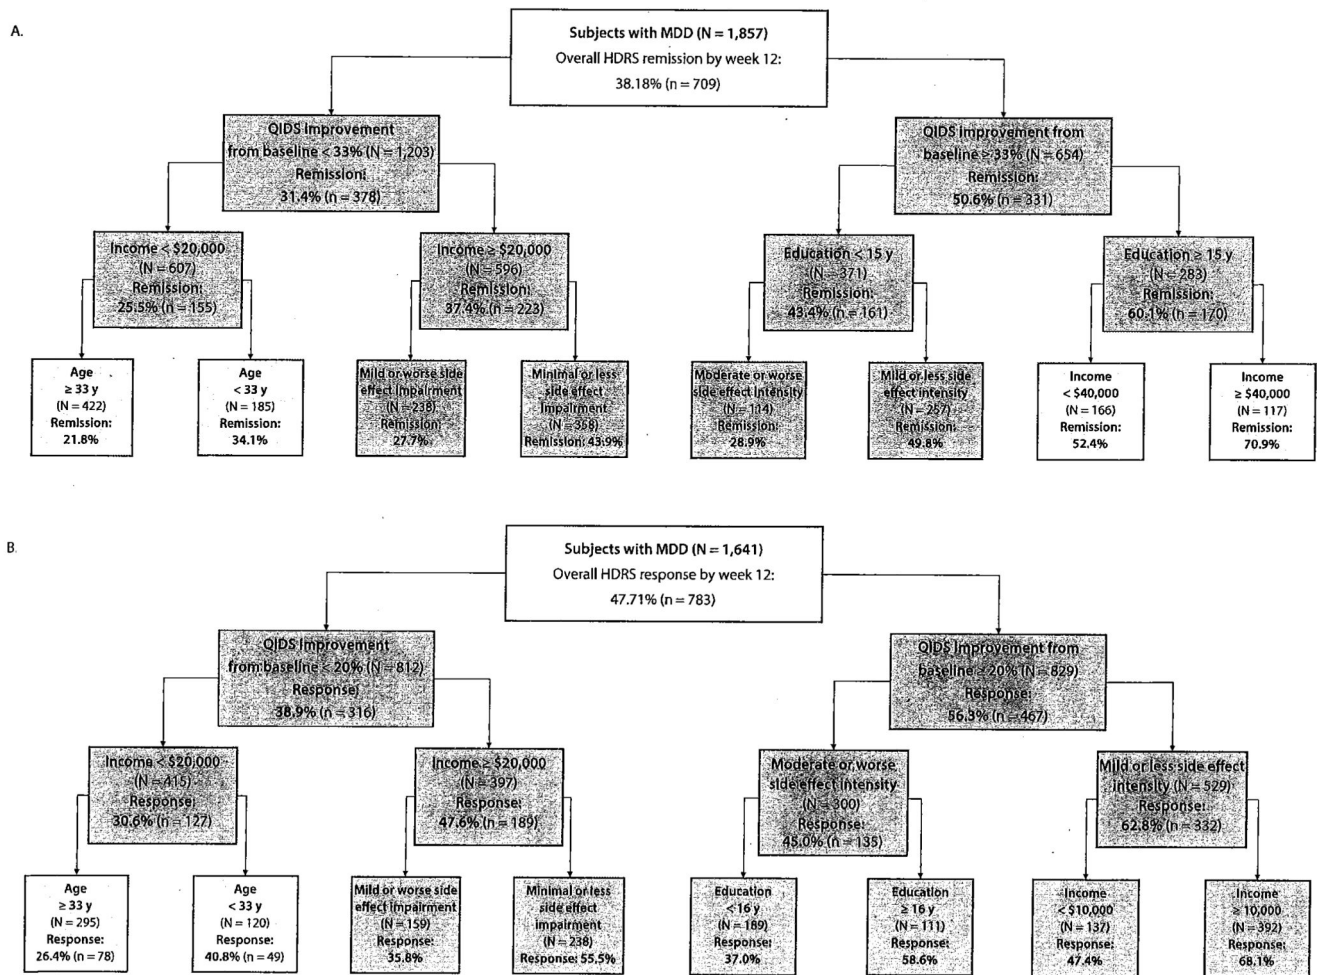 A.
Subjects with MDD (N = 1,857)
Overall HDRS remission by week 12:
38.18% (n = 709)
QIDS Improvement
from baseline < 33% (N = 1,203)
Remission:
31.4% (n = 378)
QIDS Improvement from
baseline ≥ 33% (N = 654)
Remission:
50.6% (n = 331)
Income < $20,000
(N = 607)
Remission:
25.5% (n = 155)
Income ≥ $20,000
(N = 596)
Remission:
37.4% (n = 223)
Education < 15 y
(N = 371)
Remission:
43.4% (n = 161)
Education ≥ 15 y
(N = 283)
Remission:
60.1% (n = 170)
Age
≥ 33 y
(N = 422)
Remission:
21.8%
Age
< 33 y
(N = 185)
Remission:
34.1%
Mild or worse side
effect impairment
(N = 238)
Remission:
27.7%
Minimal or less
side effect
impairment
(N = 358)
Remission: 43.9%
Moderate or worse
side effect intensity
(N = 114)
Remission:
28.9%
Mild or less side
effect intensity
(N = 257)
Remission:
49.8%
Income
< $40,000
(N = 166)
Remission:
52.4%
Income
≥ $40,000
(N = 117)
Remission:
70.9%
B.
Subjects with MDD (N = 1,641)
Overall HDRS response by week 12:
47.71% (n = 783)
QIDS Improvement
from baseline < 20% (N = 812)
Response:
38.9% (n = 316)
QIDS Improvement from
baseline ≥ 20% (N = 829)
Response:
56.3% (n = 467)
Income < $20,000
(N = 415)
Response:
30.6% (n = 127)
Income ≥ $20,000
(N = 397)
Response:
47.6% (n = 189)
Moderate or worse
side effect intensity
(N = 300)
Response:
45.0% (n = 135)
Mild or less side effect
intensity (N = 529)
Response:
62.8% (n = 332)
Age
≥ 33 y
(N = 295)
Response:
26.4% (n = 78)
Age
< 33 y
(N = 120)
Response:
40.8% (n = 49)
Mild or worse side
effect impairment
(N = 159)
Response:
35.8%
Minimal or less
side effect
impairment
(N = 238)
Response: 55.5%
Education
< 16 y
(N = 189)
Response:
37.0%
Education
≥ 16 y
(N = 111)
Response:
58.6%
Income
< $10,000
(N = 137)
Response:
47.4%
Income
≥ 10,000
(N = 392)
Response:
68.1%